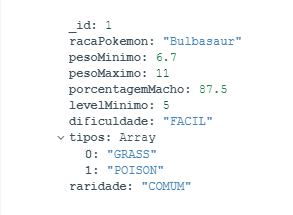 _id: 1
racaPokemon: "Bulbasaur"
pesoMinimo: 6.7
pesoMaximo: 11
porcentagemMacho: 87.5
levelMinimo: 5
dificuldade: "FACIL"
tipos: Array
0: "GRASS"
1: "POISON"
raridade: "COMUM"